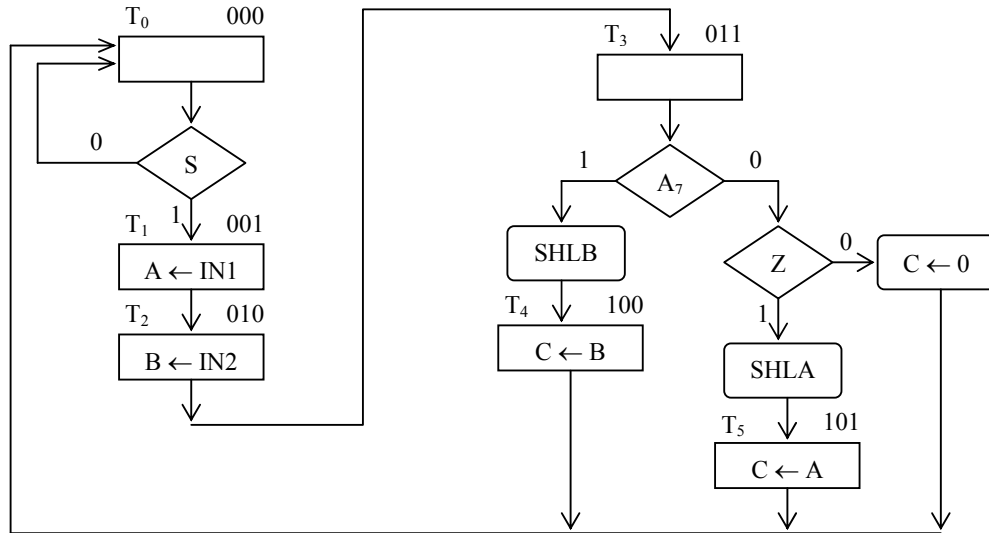 T₀ 000
0
S
1
T₁ 001
A ← IN1
T₂ 010
B ← IN2
T₃ 011
1
A₇
0
SHLB
T₄ 100
C ← B
Z
0
C ← 0
1
SHLA
T₅ 101
C ← A